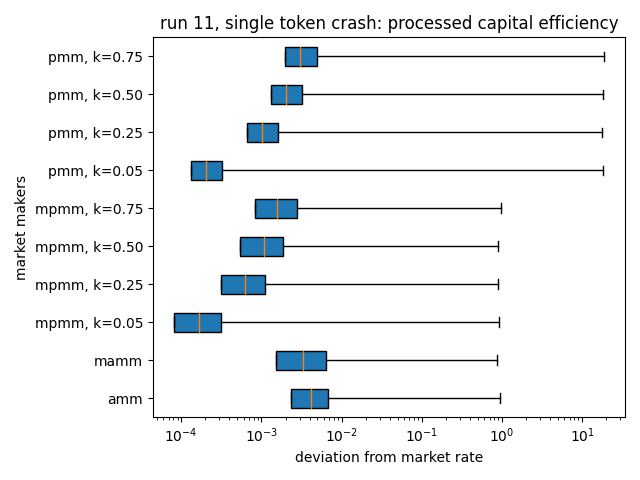 run 11, single token crash: processed capital efficiency
market makers
pmm, k=0.75
pmm, k=0.50
pmm, k=0.25
pmm, k=0.05
mpmm, k=0.75
mpmm, k=0.50
mpmm, k=0.25
mpmm, k=0.05
mamm
amm
10⁻⁴ 10⁻³ 10⁻² 10⁻¹ 10⁰ 10¹
deviation from market rate